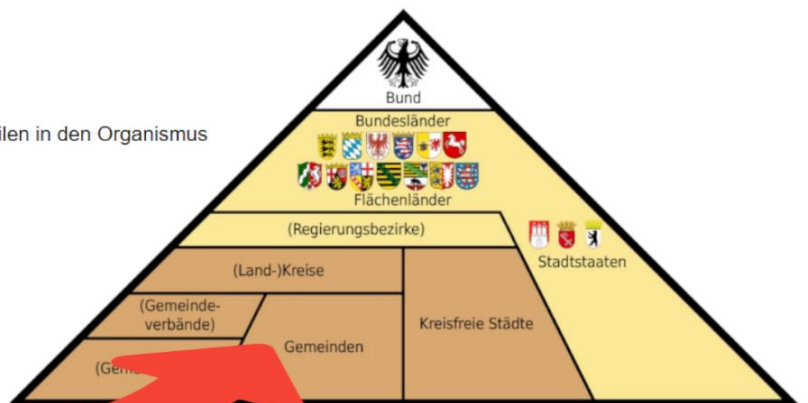 ilen in den Organismus
Bund
Bundesländer
Flächenländer
(Regierungsbezirke)
Stadtstaaten
(Land-)Kreise
(Gemeinde-
verbände)
Kreisfreie Städte
Gemeinden